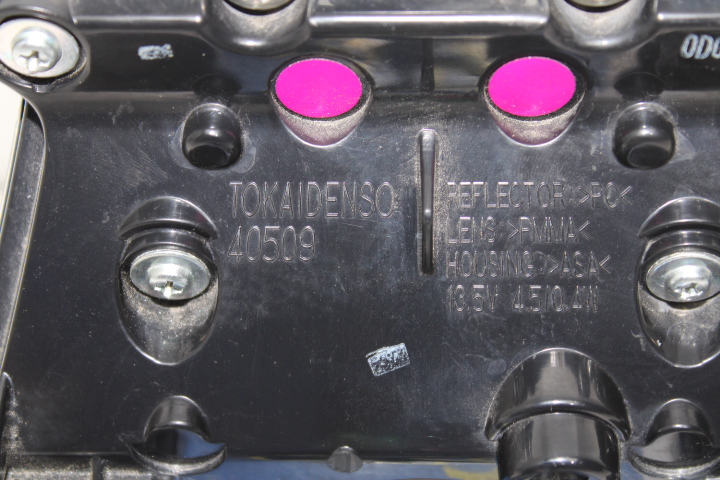 TOKAIDENSO
40509
REFLECTOR >PC<
LENS >PMMA<
HOUSING >ASA<
13.5V 4.5/0.4W